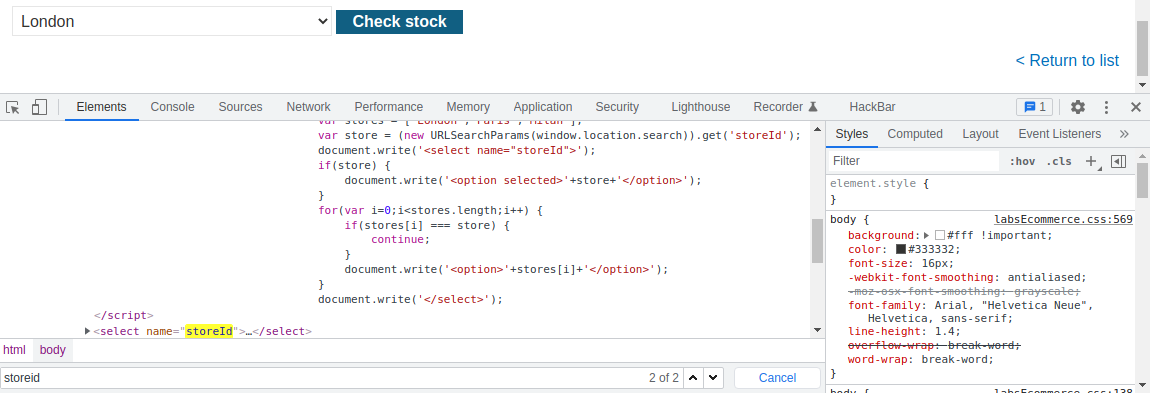 London
Check stock
< Return to list
Elements Console Sources Network Performance Memory Application Security Lighthouse Recorder HackBar 1
var stores = ["London","Paris","Milan"];
var store = (new URLSearchParams(window.location.search)).get('storeId');
document.write('<select name="storeId">');
if(store) {
document.write('<option selected>'+store+'</option>');
}
for(var i=0;i<stores.length;i++) {
if(stores[i] === store) {
continue;
}
document.write('<option>'+stores[i]+'</option>');
}
document.write('</select>');
</script>
<select name="storeId">…</select>
html body
storeid 2 of 2 Cancel
Styles Computed Layout Event Listeners »
Filter :hov .cls
element.style {
}
body { labsEcommerce.css:569
background: #fff !important;
color: #333332;
font-size: 16px;
-webkit-font-smoothing: antialiased;
-moz-osx-font-smoothing: grayscale;
font-family: Arial, "Helvetica Neue",
Helvetica, sans-serif;
line-height: 1.4;
overflow-wrap: break-word;
word-wrap: break-word;
}
body { labsEcommerce.css:138